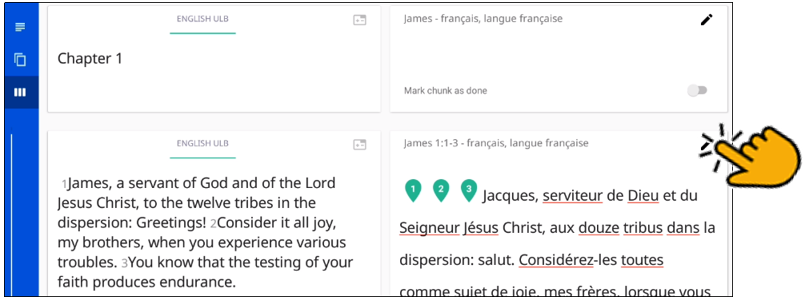 ENGLISH ULB
Chapter 1
James - français, langue française
Mark chunk as done
ENGLISH ULB
1James, a servant of God and of the Lord
Jesus Christ, to the twelve tribes in the
dispersion: Greetings! 2Consider it all joy,
my brothers, when you experience various
troubles. 3You know that the testing of your
faith produces endurance.
James 1:1-3 - français, langue française
1 2 3 Jacques, serviteur de Dieu et du
Seigneur Jésus Christ, aux douze tribus dans la
dispersion: salut. Considérez-les toutes
comme sujet de joie, mes frères, lorsque vous